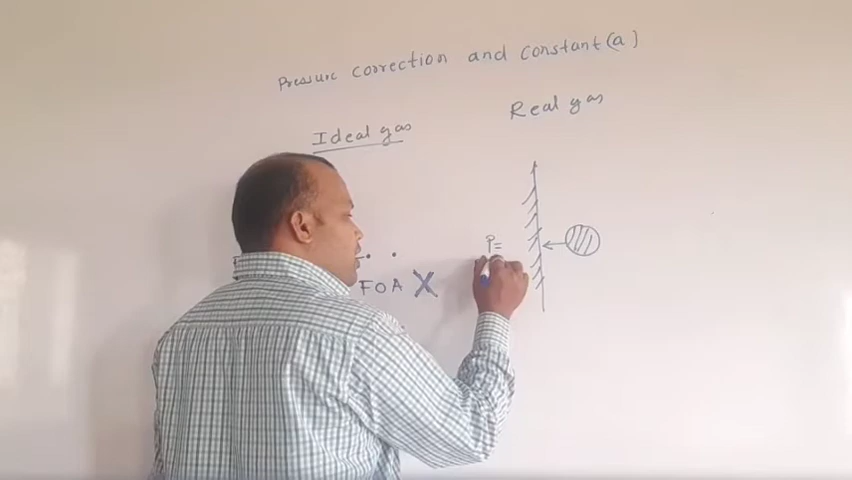 Pressure correction and constant (a)
Ideal gas
Real gas
P=
FOA X